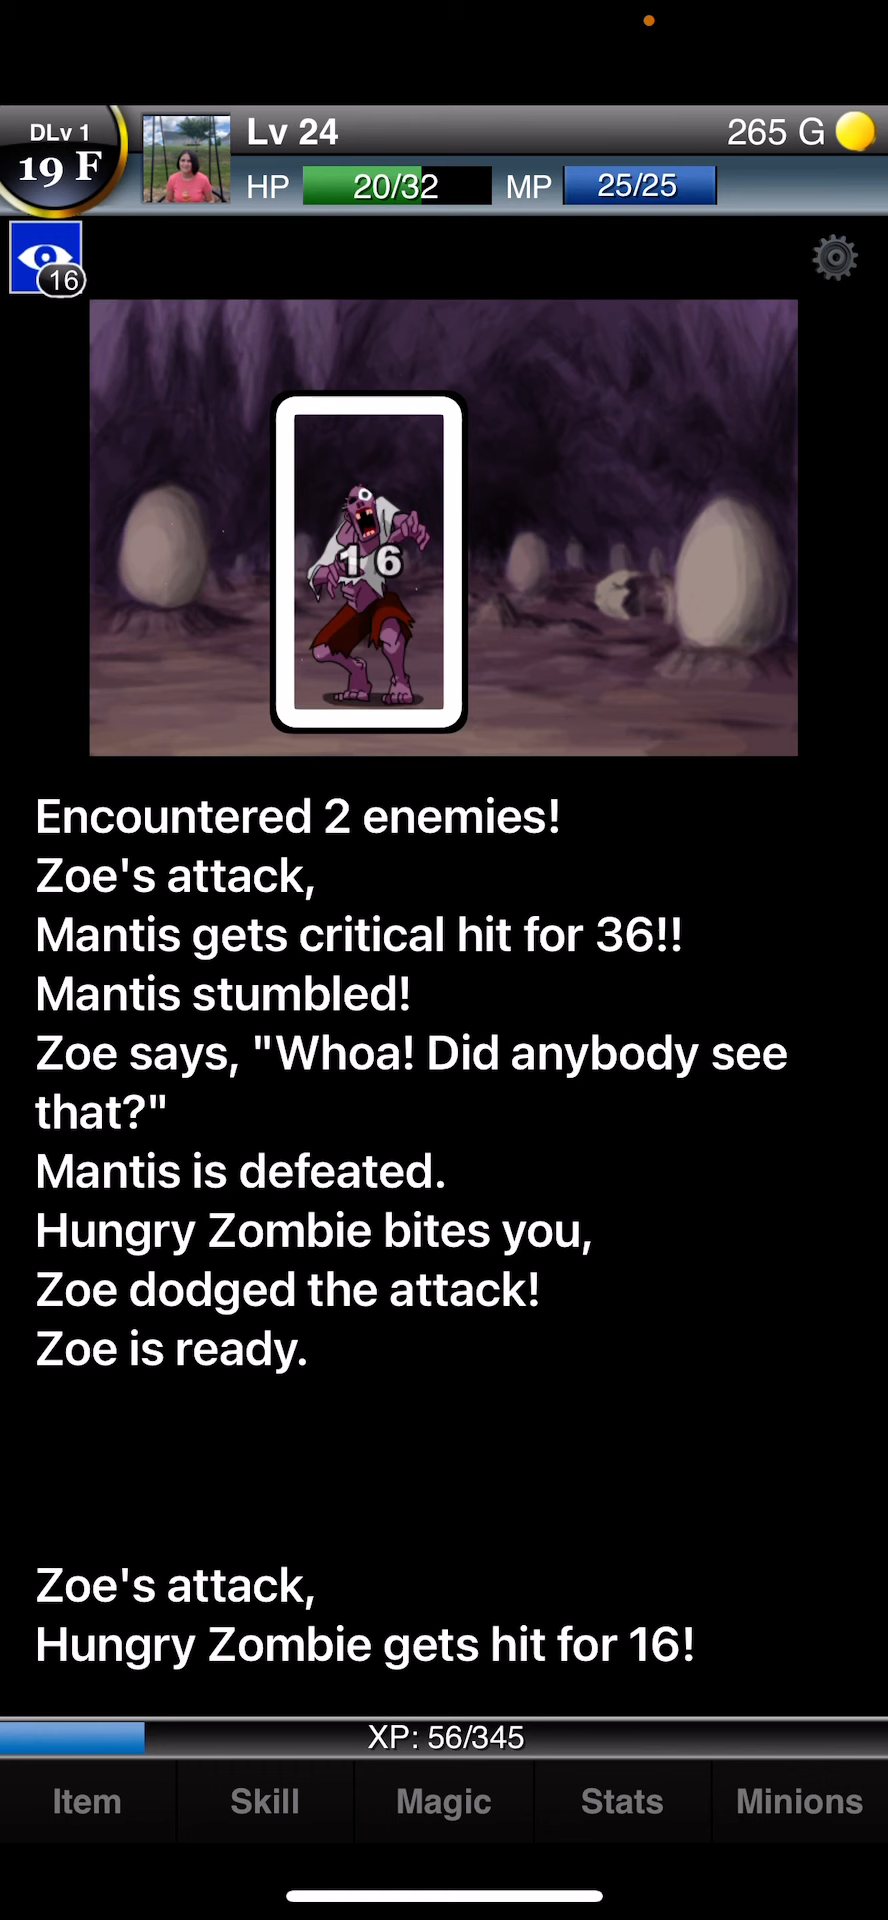 DLv 1
19 F
Lv 24
265 G
HP
20/32
MP
25/25
16
16
Encountered 2 enemies!
Zoe's attack,
Mantis gets critical hit for 36!!
Mantis stumbled!
Zoe says, "Whoa! Did anybody see
that?"
Mantis is defeated.
Hungry Zombie bites you,
Zoe dodged the attack!
Zoe is ready.
Zoe's attack,
Hungry Zombie gets hit for 16!
XP: 56/345
Item
Skill
Magic
Stats
Minions